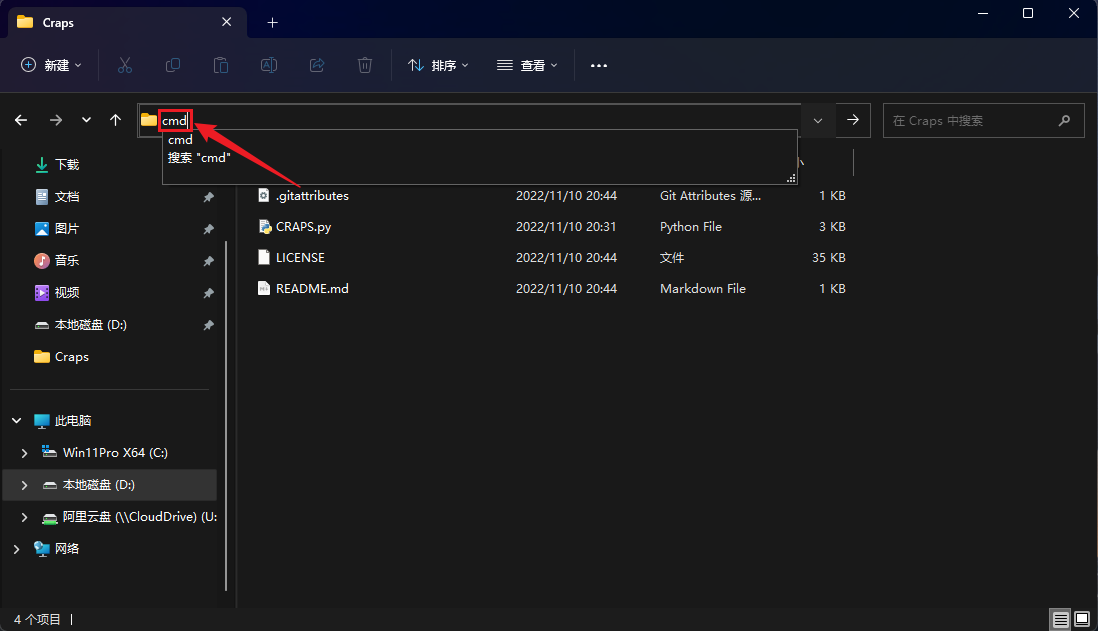 Craps
新建
排序
查看
cmd
在 Craps 中搜索
cmd
搜索 "cmd"
下载
文档
图片
音乐
视频
本地磁盘 (D:)
Craps
此电脑
Win11Pro X64 (C:)
本地磁盘 (D:)
阿里云盘 (\\CloudDrive) (U:
网络
.gitattributes 2022/11/10 20:44 Git Attributes 源... 1 KB
CRAPS.py 2022/11/10 20:31 Python File 3 KB
LICENSE 2022/11/10 20:44 文件 35 KB
README.md 2022/11/10 20:44 Markdown File 1 KB
4 个项目